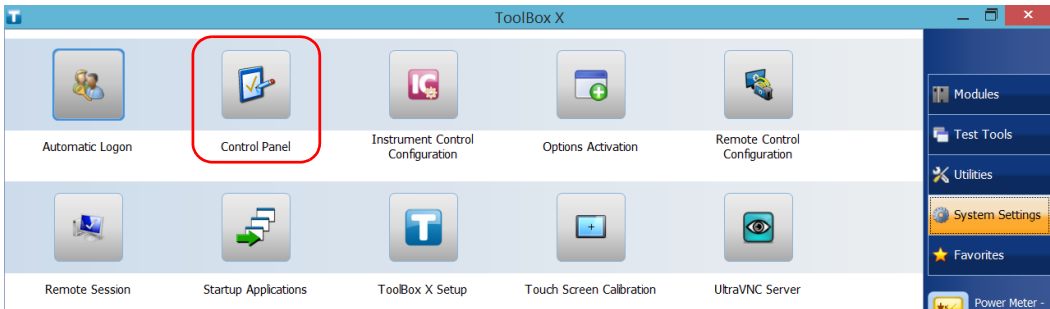 ToolBox X
Automatic Logon
Control Panel
Instrument Control
Configuration
Options Activation
Remote Control
Configuration
Remote Session
Startup Applications
ToolBox X Setup
Touch Screen Calibration
UltraVNC Server
Modules
Test Tools
Utilities
System Settings
Favorites
Power Meter -